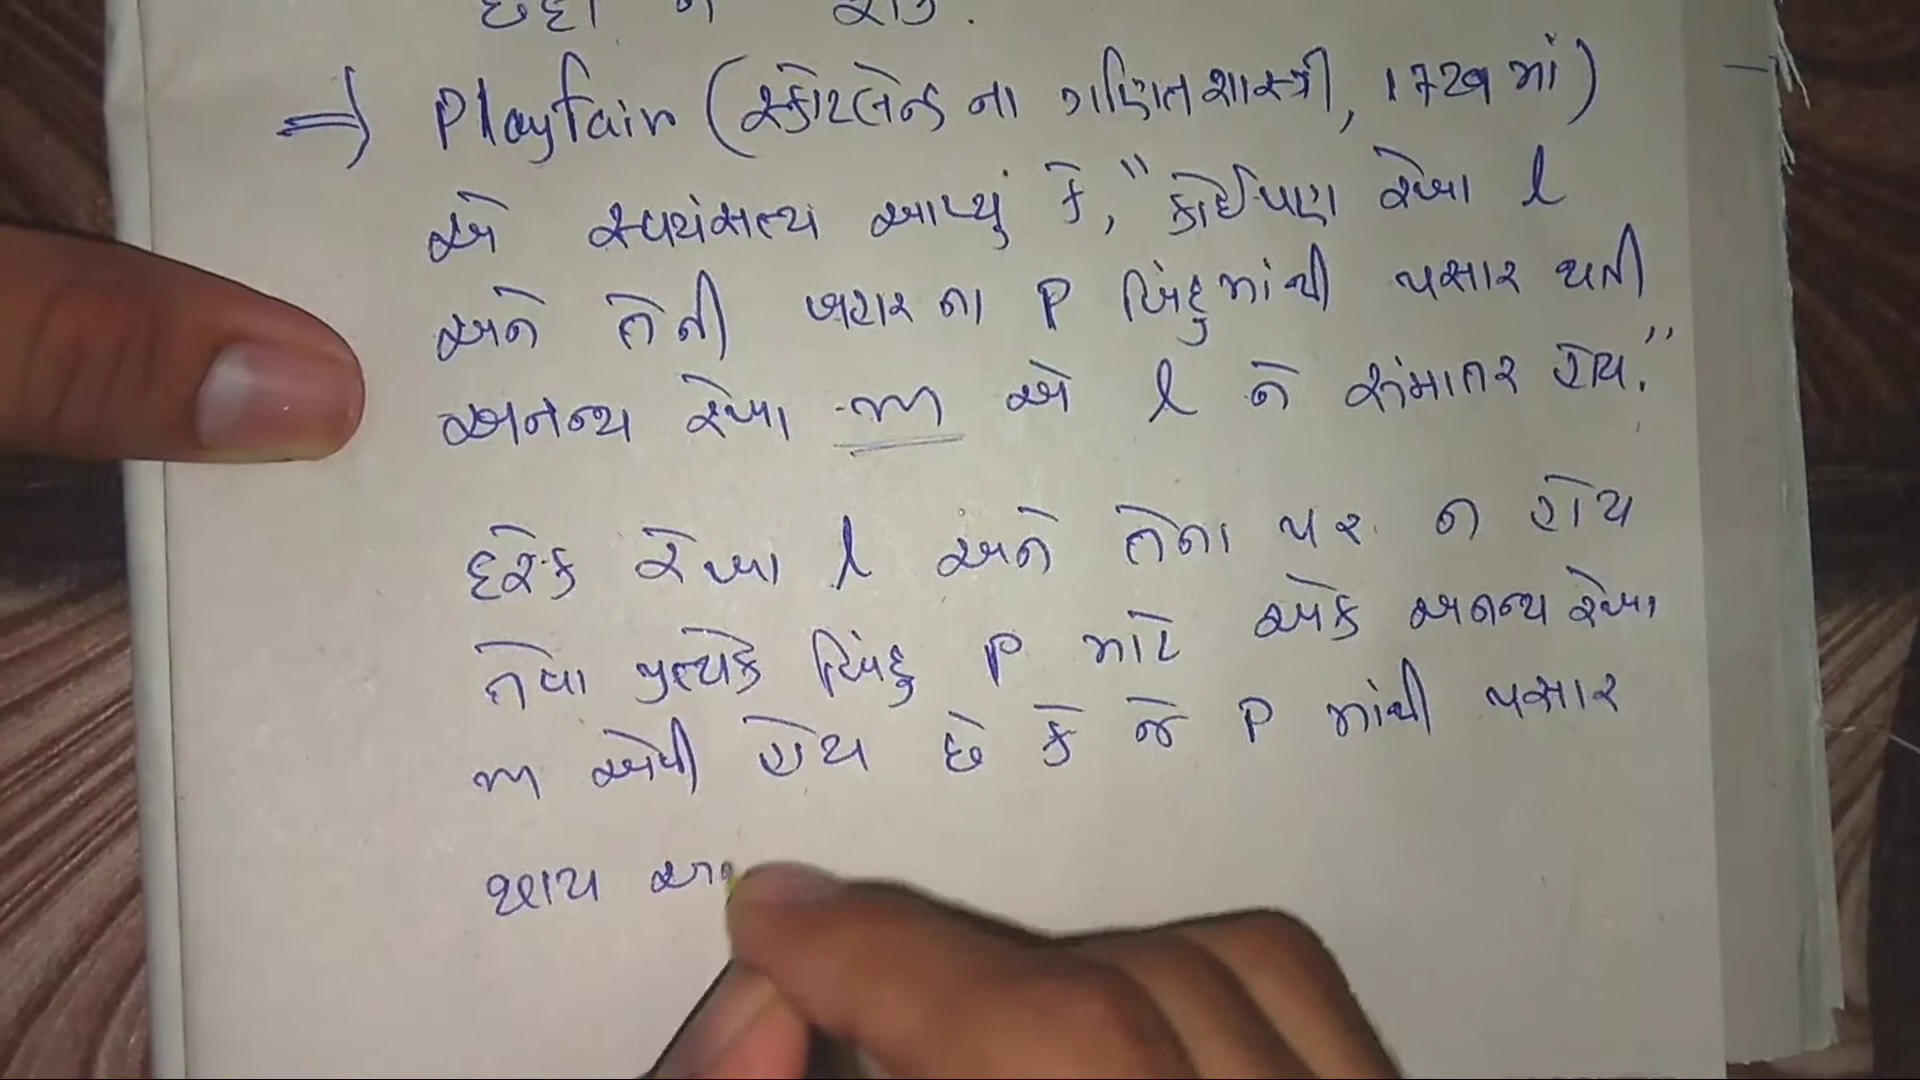 છેદી ન શકે.
⇒ Playfair (સ્કોટલેન્ડ ના ગણિતશાસ્ત્રી, 1729 માં)
એ સ્વયંસત્ય આપ્યું કે, "કોઈપણ રેખા l
અને તેની બહાર ના P બિંદુમાંથી પસાર થતી
અનન્ય રેખા m એ l ને સંમાતર હોય."
દરેક રેખા l અને તેના પર ન હોય
તેવા પ્રત્યેક બિંદુ P માટે એક અનન્ય રેખા
m એવી હોય છે કે જે P માંથી પસાર
થાય